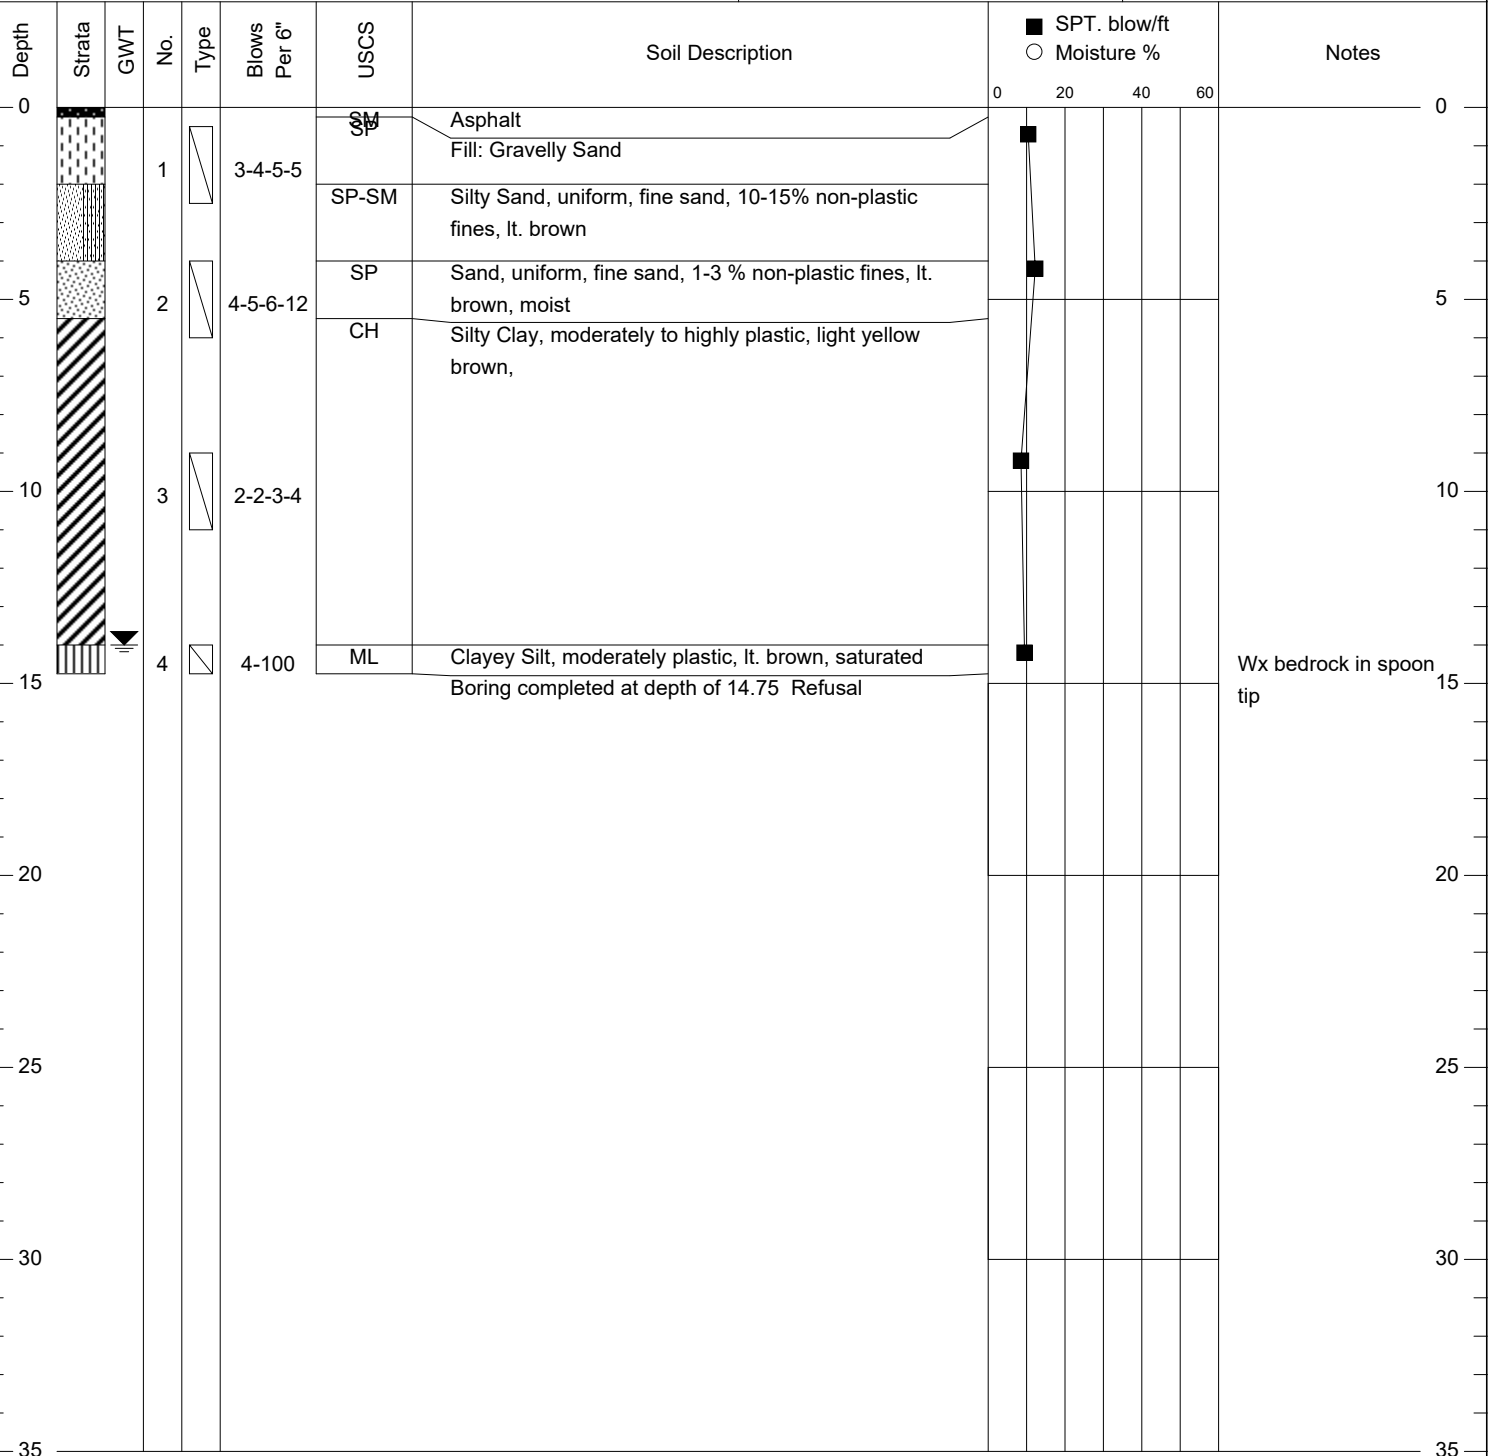 Depth
Strata
GWT
No.
Type
Blows
Per 6"
USCS
Soil Description
SPT. blow/ft
Moisture %
0 20 40 60
Notes
0 0
SM Asphalt
SP
Fill: Gravelly Sand
1 3-4-5-5
SP-SM Silty Sand, uniform, fine sand, 10-15% non-plastic
fines, lt. brown
SP Sand, uniform, fine sand, 1-3 % non-plastic fines, lt.
5 2 4-5-6-12 brown, moist 5
CH Silty Clay, moderately to highly plastic, light yellow
brown,
10 3 2-2-3-4 10
ML Clayey Silt, moderately plastic, lt. brown, saturated
4 4-100 Wx bedrock in spoon
15 15
Boring completed at depth of 14.75 Refusal tip
20 20
25 25
30 30
35 35